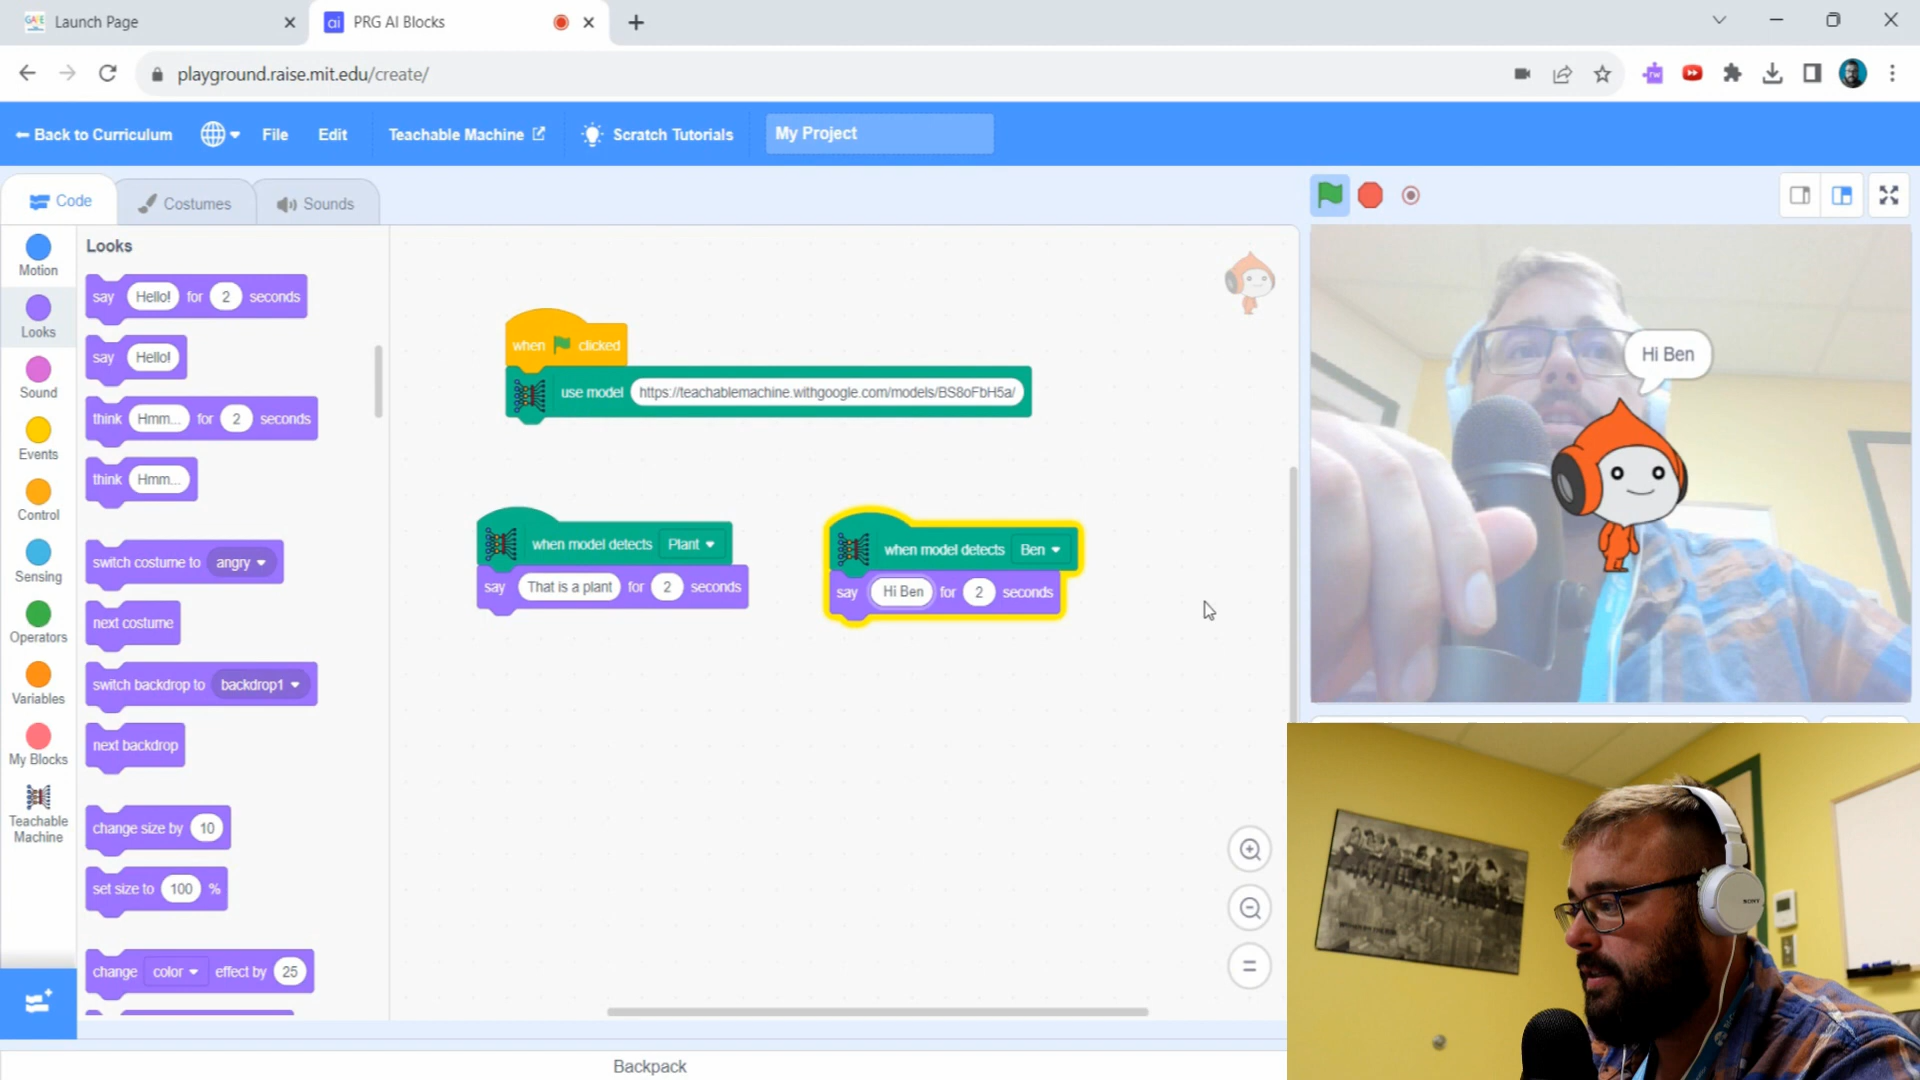 Launch Page
PRG AI Blocks
playground.raise.mit.edu/create/
Back to Curriculum
File
Edit
Teachable Machine
Scratch Tutorials
My Project
Code
Costumes
Sounds
Motion
Looks
Sound
Events
Control
Sensing
Operators
Variables
My Blocks
Teachable
Machine
Looks
say Hello! for 2 seconds
say Hello!
think Hmm... for 2 seconds
think Hmm...
switch costume to angry
next costume
switch backdrop to backdrop1
next backdrop
change size by 10
set size to 100 %
change color effect by 25
when clicked
use model https://teachablemachine.withgoogle.com/models/BS8oFbH5a/
when model detects Plant
say That is a plant for 2 seconds
when model detects Ben
say Hi Ben for 2 seconds
Hi Ben
SONY
Backpack